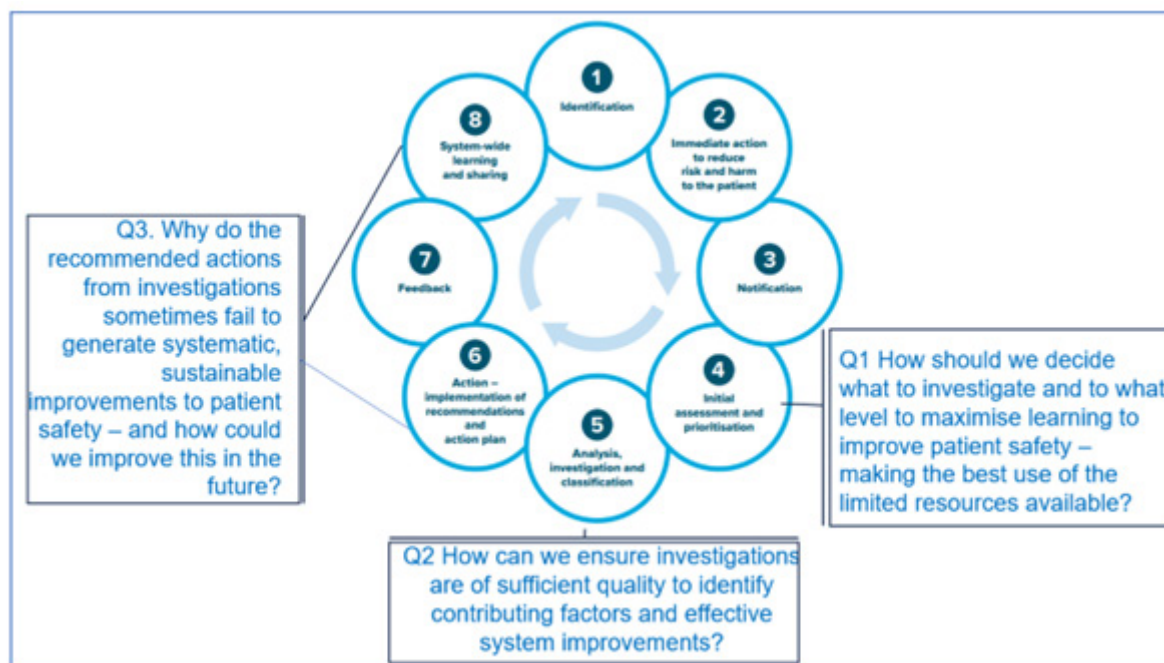 1
Identification
2
Immediate action
to reduce
risk and harm
to the patient
3
Notification
4
Initial
assessment and
prioritisation
5
Analysis,
investigation and
classification
6
Action –
implementation of
recommendations
and
action plan
7
Feedback
8
System-wide
learning
and sharing
Q1 How should we decide
what to investigate and to what
level to maximise learning to
improve patient safety –
making the best use of the
limited resources available?
Q2 How can we ensure investigations
are of sufficient quality to identify
contributing factors and effective
system improvements?
Q3. Why do the
recommended actions
from investigations
sometimes fail to
generate systematic,
sustainable
improvements to patient
safety – and how could
we improve this in the
future?